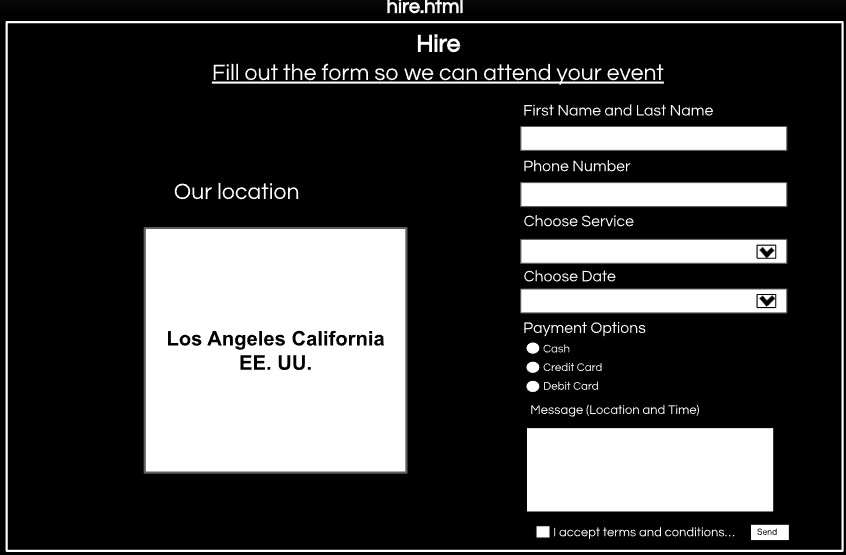 hire.html
Hire
Fill out the form so we can attend your event
Our location
Los Angeles California
EE. UU.
First Name and Last Name
Phone Number
Choose Service
Choose Date
Payment Options
Cash
Credit Card
Debit Card
Message (Location and Time)
I accept terms and conditions...
Send